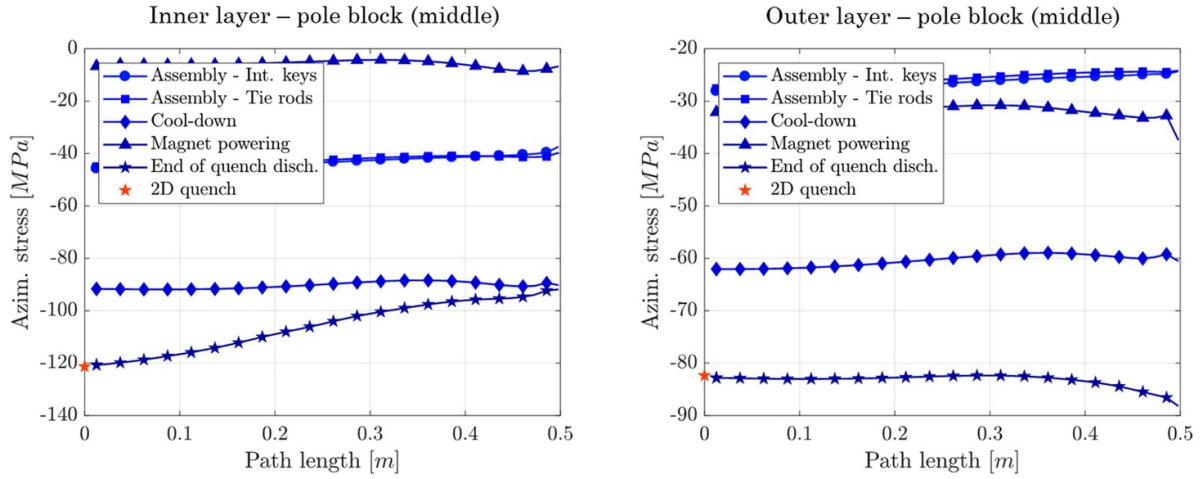 Inner layer – pole block (middle)
0
-20
-40
-60
-80
-100
-120
-140
Azim. stress [MPa]
Assembly - Int. keys
Assembly - Tie rods
Cool-down
Magnet powering
End of quench disch.
2D quench
0 0.1 0.2 0.3 0.4 0.5
Path length [m]
Outer layer – pole block (middle)
-20
-30
-40
-50
-60
-70
-80
-90
Azim. stress [MPa]
Assembly - Int. keys
Assembly - Tie rods
Cool-down
Magnet powering
End of quench disch.
2D quench
0 0.1 0.2 0.3 0.4 0.5
Path length [m]